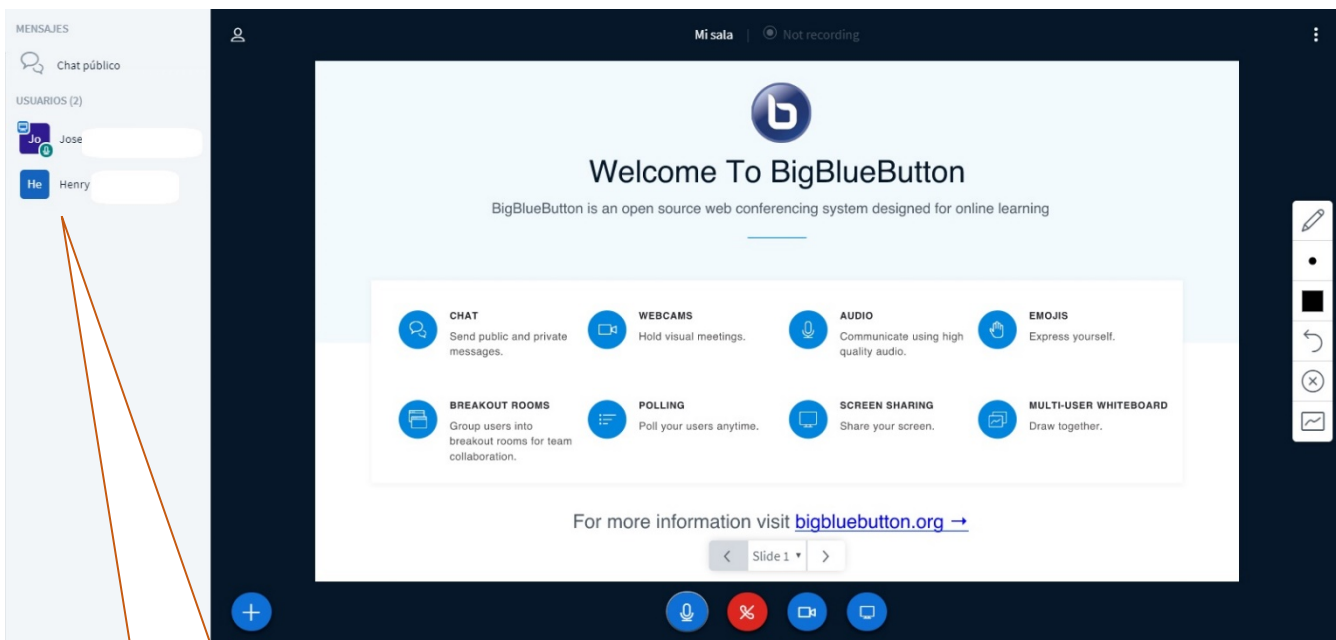 MENSAJES
Chat público
USUARIOS (2)
Jo
Jose
He
Henry
Mi sala | Not recording
Welcome To BigBlueButton
BigBlueButton is an open source web conferencing system designed for online learning
CHAT
Send public and private
messages.
WEBCAMS
Hold visual meetings.
AUDIO
Communicate using high
quality audio.
EMOJIS
Express yourself.
BREAKOUT ROOMS
Group users into
breakout rooms for team
collaboration.
POLLING
Poll your users anytime.
SCREEN SHARING
Share your screen.
MULTI-USER WHITEBOARD
Draw together.
For more information visit bigbluebutton.org →
Slide 1